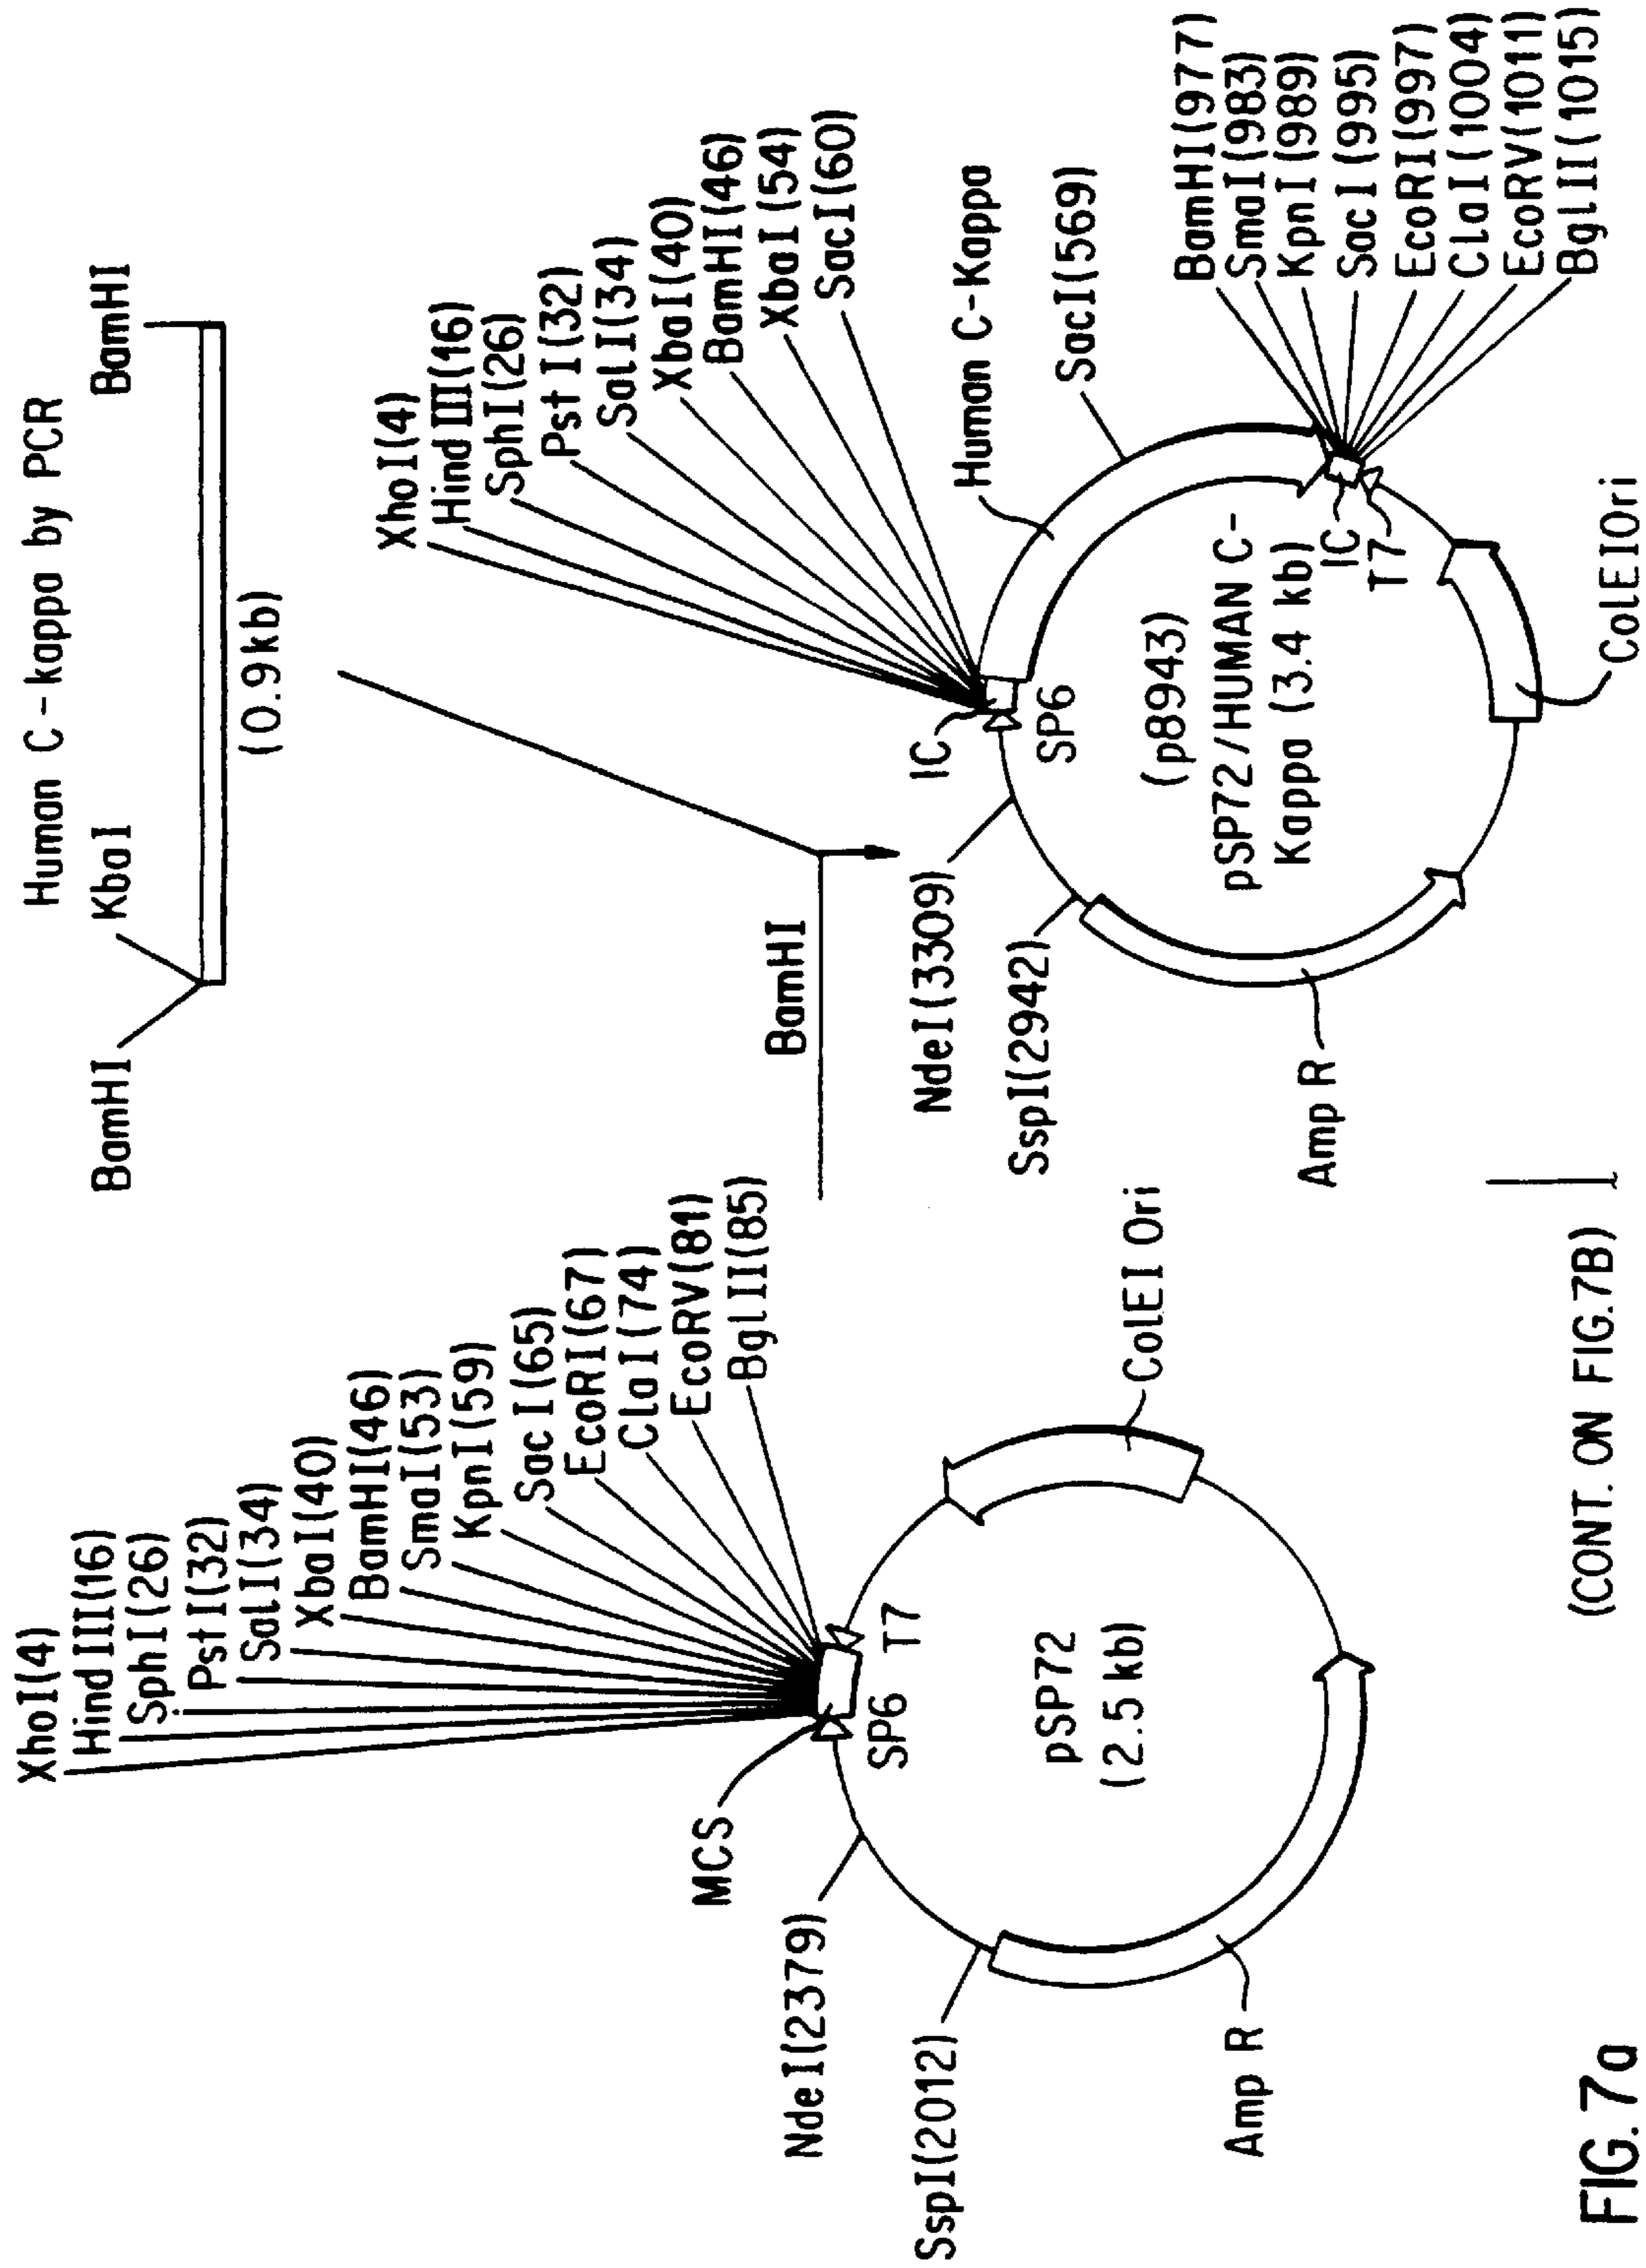 Human C-kappa by PCR
BamHI
KbaI
BamHI
(0.9kb)
XhoI(4)
HindIII(16)
SphI(26)
PstI(32)
SalI(34)
XbaI(40)
BamHI(46)
SmaI(53)
KpnI(59)
SacI(65)
EcoRI(67)
ClaI(74)
EcoRV(81)
BglII(85)
MCS
SP6
T7
NdeI(2379)
SspI(2012)
pSP72
(2.5kb)
ColEI Ori
Amp R
BamHI
XhoI(4)
HindIII(16)
SphI(26)
PstI(32)
SalI(34)
XbaI(40)
BamHI(46)
XbaI(54)
SacI(60)
Human C-Kappa
SacI(569)
BamHI(977)
SmaI(983)
KpnI(989)
SacI(995)
EcoRI(997)
ClaI(1004)
EcoRV(1011)
BglII(1015)
IC
SP6
NdeI(3309)
SspI(2942)
(p8943)
pSP72/HUMAN C-
Kappa (3.4 kb)
IC
T7
ColEIOri
Amp R
(CONT. ON FIG.7B)
FIG.7a